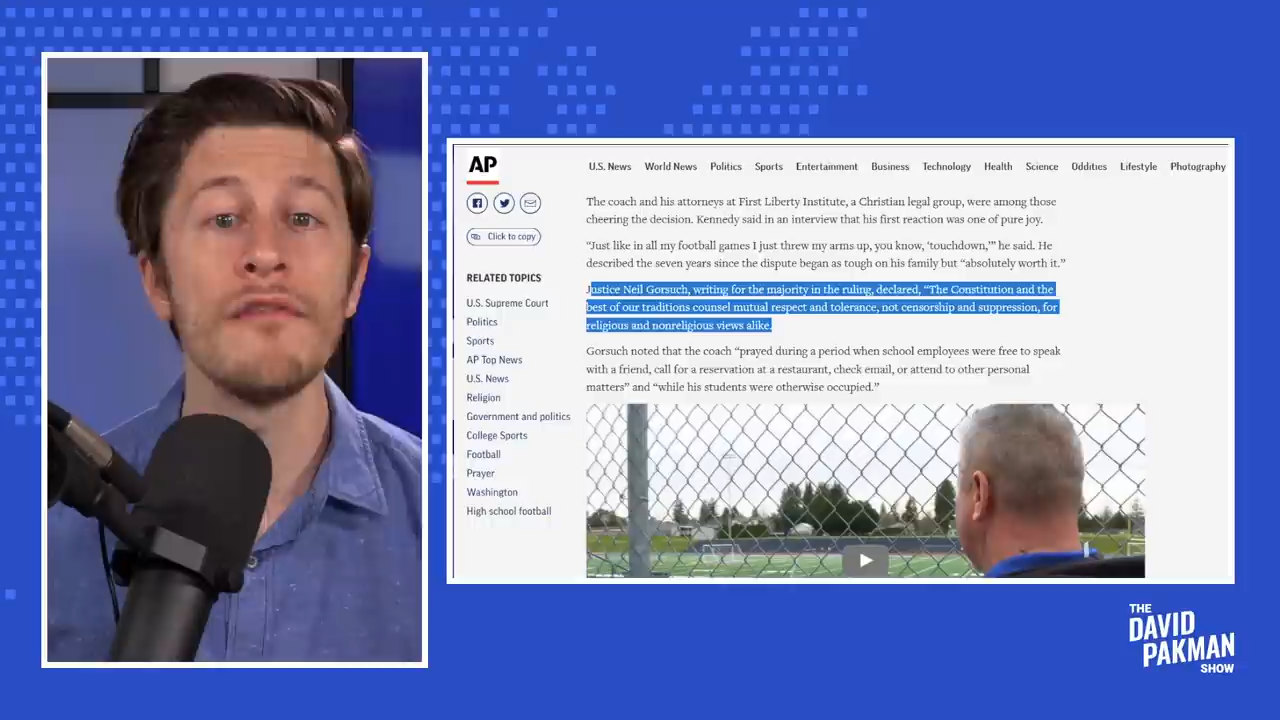 AP
U.S. News World News Politics Sports Entertainment Business Technology Health Science Oddities Lifestyle Photography
Click to copy
RELATED TOPICS
U.S. Supreme Court
Politics
Sports
AP Top News
U.S. News
Religion
Government and politics
College Sports
Football
Prayer
Washington
High school football
The coach and his attorneys at First Liberty Institute, a Christian legal group, were among those
cheering the decision. Kennedy said in an interview that his first reaction was one of pure joy.
“Just like in all my football games I just threw my arms up, you know, ‘touchdown,’” he said. He
described the seven years since the dispute began as tough on his family but “absolutely worth it.”
Justice Neil Gorsuch, writing for the majority in the ruling, declared, “The Constitution and the
best of our traditions counsel mutual respect and tolerance, not censorship and suppression, for
religious and nonreligious views alike.
Gorsuch noted that the coach “prayed during a period when school employees were free to speak
with a friend, call for a reservation at a restaurant, check email, or attend to other personal
matters” and “while his students were otherwise occupied.”
THE
DAVID
PAKMAN
SHOW